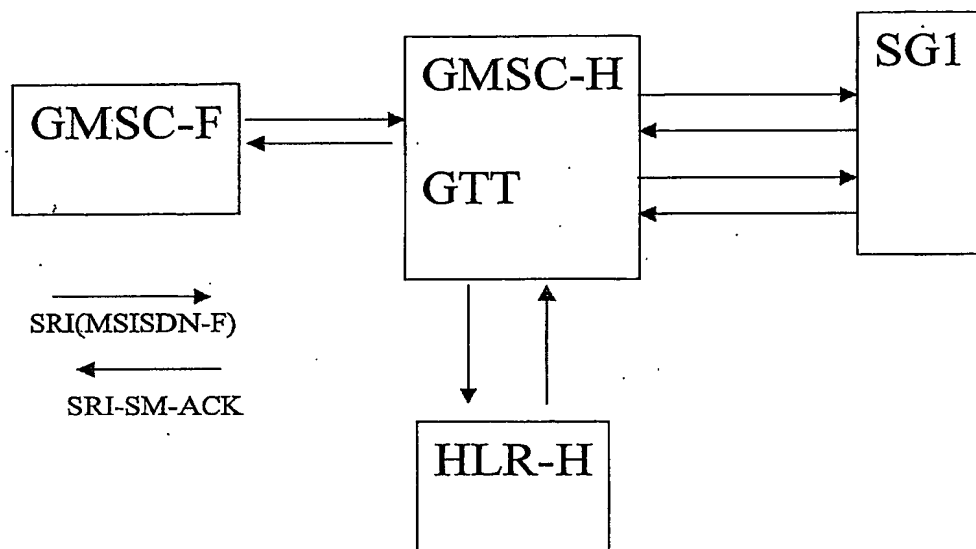 GMSC-F
GMSC-H
GTT
SG1
SRI(MSISDN-F)
SRI-SM-ACK
HLR-H